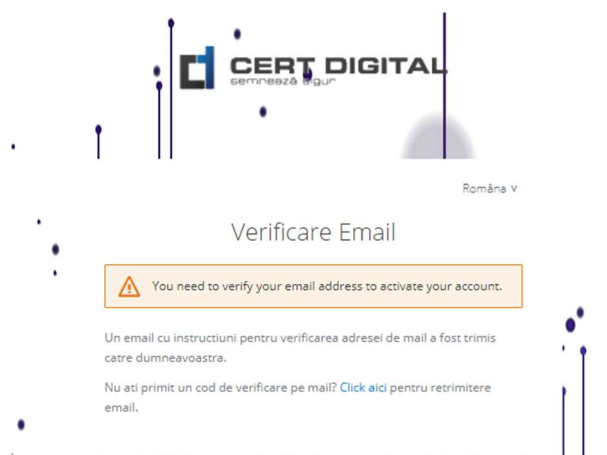 CERT DIGITAL
semnează sigur
Româna v
Verificare Email
You need to verify your email address to activate your account.
Un email cu instructiuni pentru verificarea adresei de mail a fost trimis
catre dumneavoastra.
Nu ati primit un cod de verificare pe mail? Click aici pentru retrimitere
email.